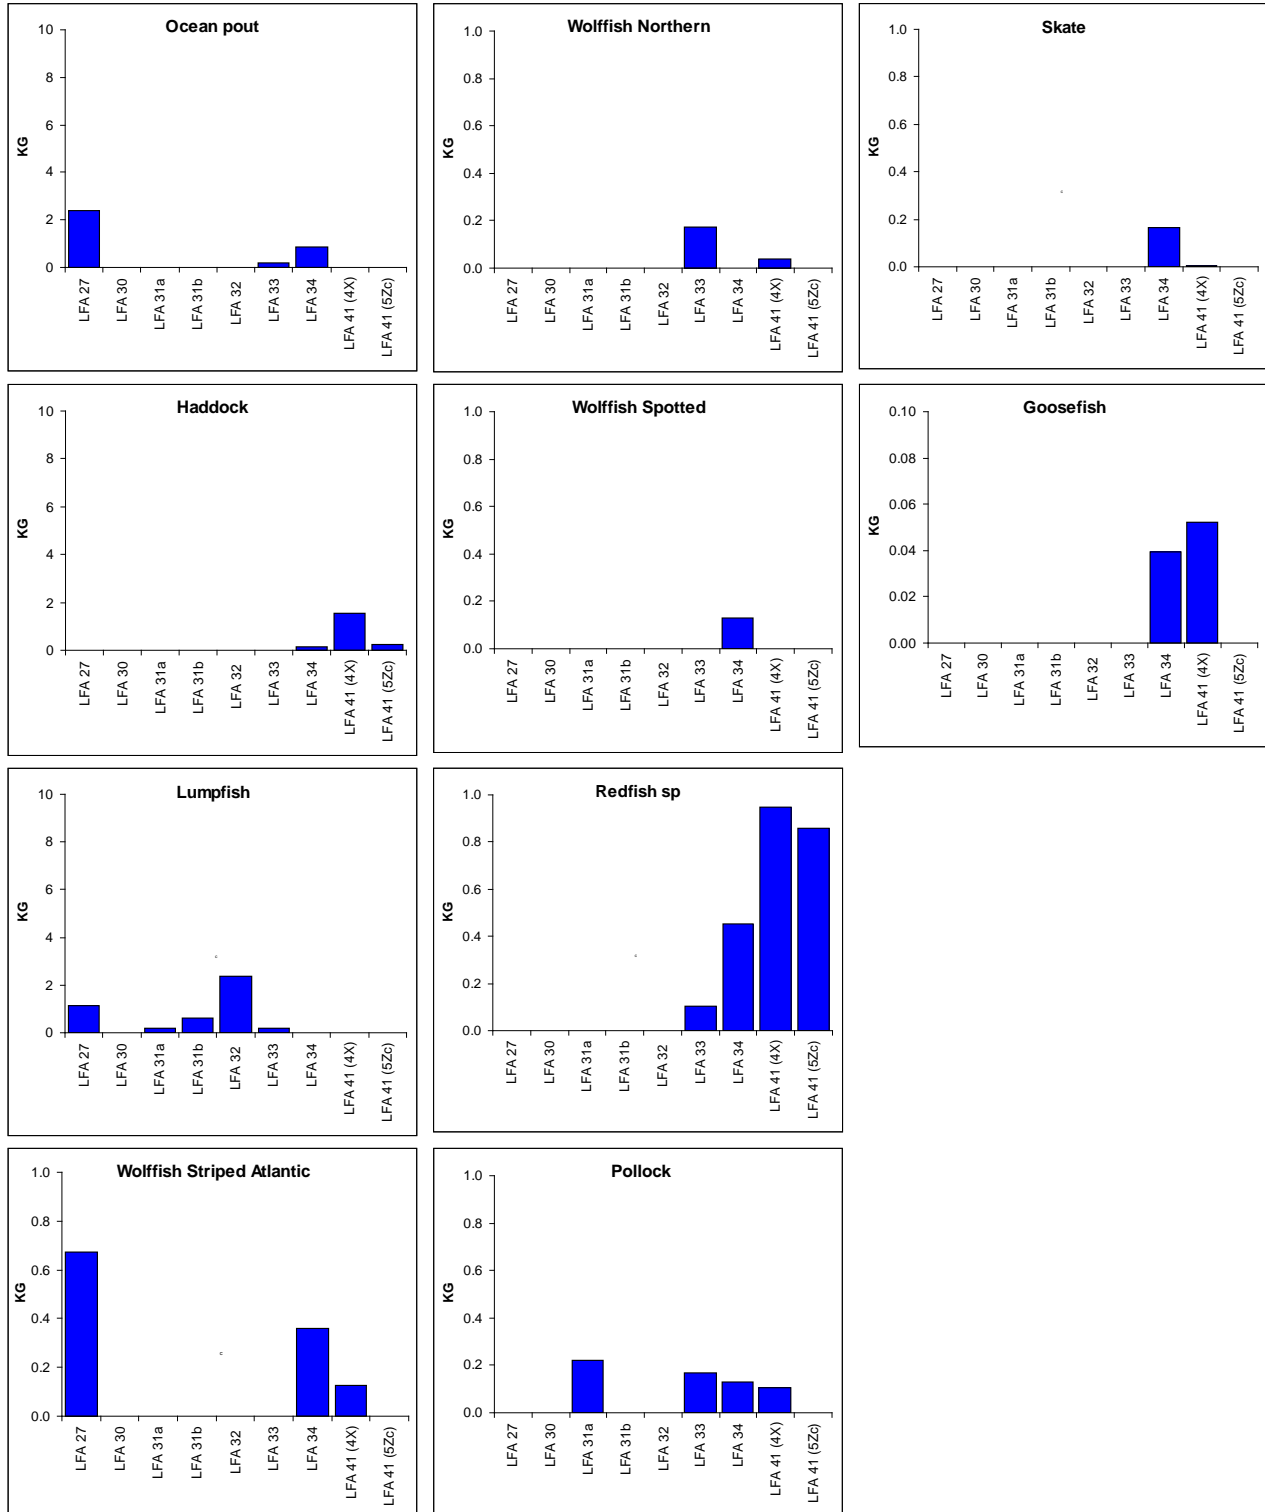 Ocean pout
10
8
6
4
2
0
KG
LFA 27
LFA 30
LFA 31a
LFA 31b
LFA 32
LFA 33
LFA 34
LFA 41 (4X)
LFA 41 (5Zc)
Wolffish Northern
1.0
0.8
0.6
0.4
0.2
0.0
KG
LFA 27
LFA 30
LFA 31a
LFA 31b
LFA 32
LFA 33
LFA 34
LFA 41 (4X)
LFA 41 (5Zc)
Skate
1.0
0.8
0.6
0.4
0.2
0.0
KG
LFA 27
LFA 30
LFA 31a
LFA 31b
LFA 32
LFA 33
LFA 34
LFA 41 (4X)
LFA 41 (5Zc)
Haddock
10
8
6
4
2
0
KG
LFA 27
LFA 30
LFA 31a
LFA 31b
LFA 32
LFA 33
LFA 34
LFA 41 (4X)
LFA 41 (5Zc)
Wolffish Spotted
1.0
0.8
0.6
0.4
0.2
0.0
KG
LFA 27
LFA 30
LFA 31a
LFA 31b
LFA 32
LFA 33
LFA 34
LFA 41 (4X)
LFA 41 (5Zc)
Goosefish
0.10
0.08
0.06
0.04
0.02
0.00
KG
LFA 27
LFA 30
LFA 31a
LFA 31b
LFA 32
LFA 33
LFA 34
LFA 41 (4X)
LFA 41 (5Zc)
Lumpfish
10
8
6
4
2
0
KG
LFA 27
LFA 30
LFA 31a
LFA 31b
LFA 32
LFA 33
LFA 34
LFA 41 (4X)
LFA 41 (5Zc)
Redfish sp
1.0
0.8
0.6
0.4
0.2
0.0
KG
LFA 27
LFA 30
LFA 31a
LFA 31b
LFA 32
LFA 33
LFA 34
LFA 41 (4X)
LFA 41 (5Zc)
Wolffish Striped Atlantic
1.0
0.8
0.6
0.4
0.2
0.0
KG
LFA 27
LFA 30
LFA 31a
LFA 31b
LFA 32
LFA 33
LFA 34
LFA 41 (4X)
LFA 41 (5Zc)
Pollock
1.0
0.8
0.6
0.4
0.2
0.0
KG
LFA 27
LFA 30
LFA 31a
LFA 31b
LFA 32
LFA 33
LFA 34
LFA 41 (4X)
LFA 41 (5Zc)